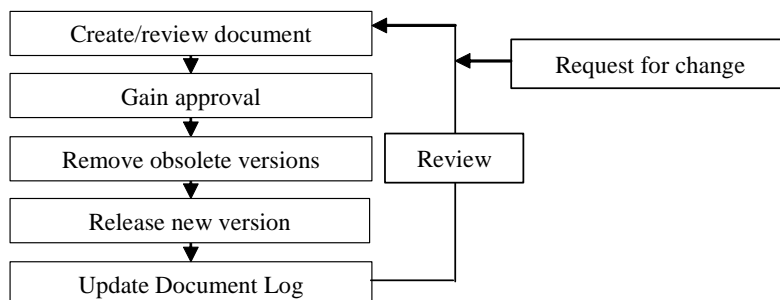 Create/review document
Request for change
Gain approval
Remove obsolete versions
Review
Release new version
Update Document Log